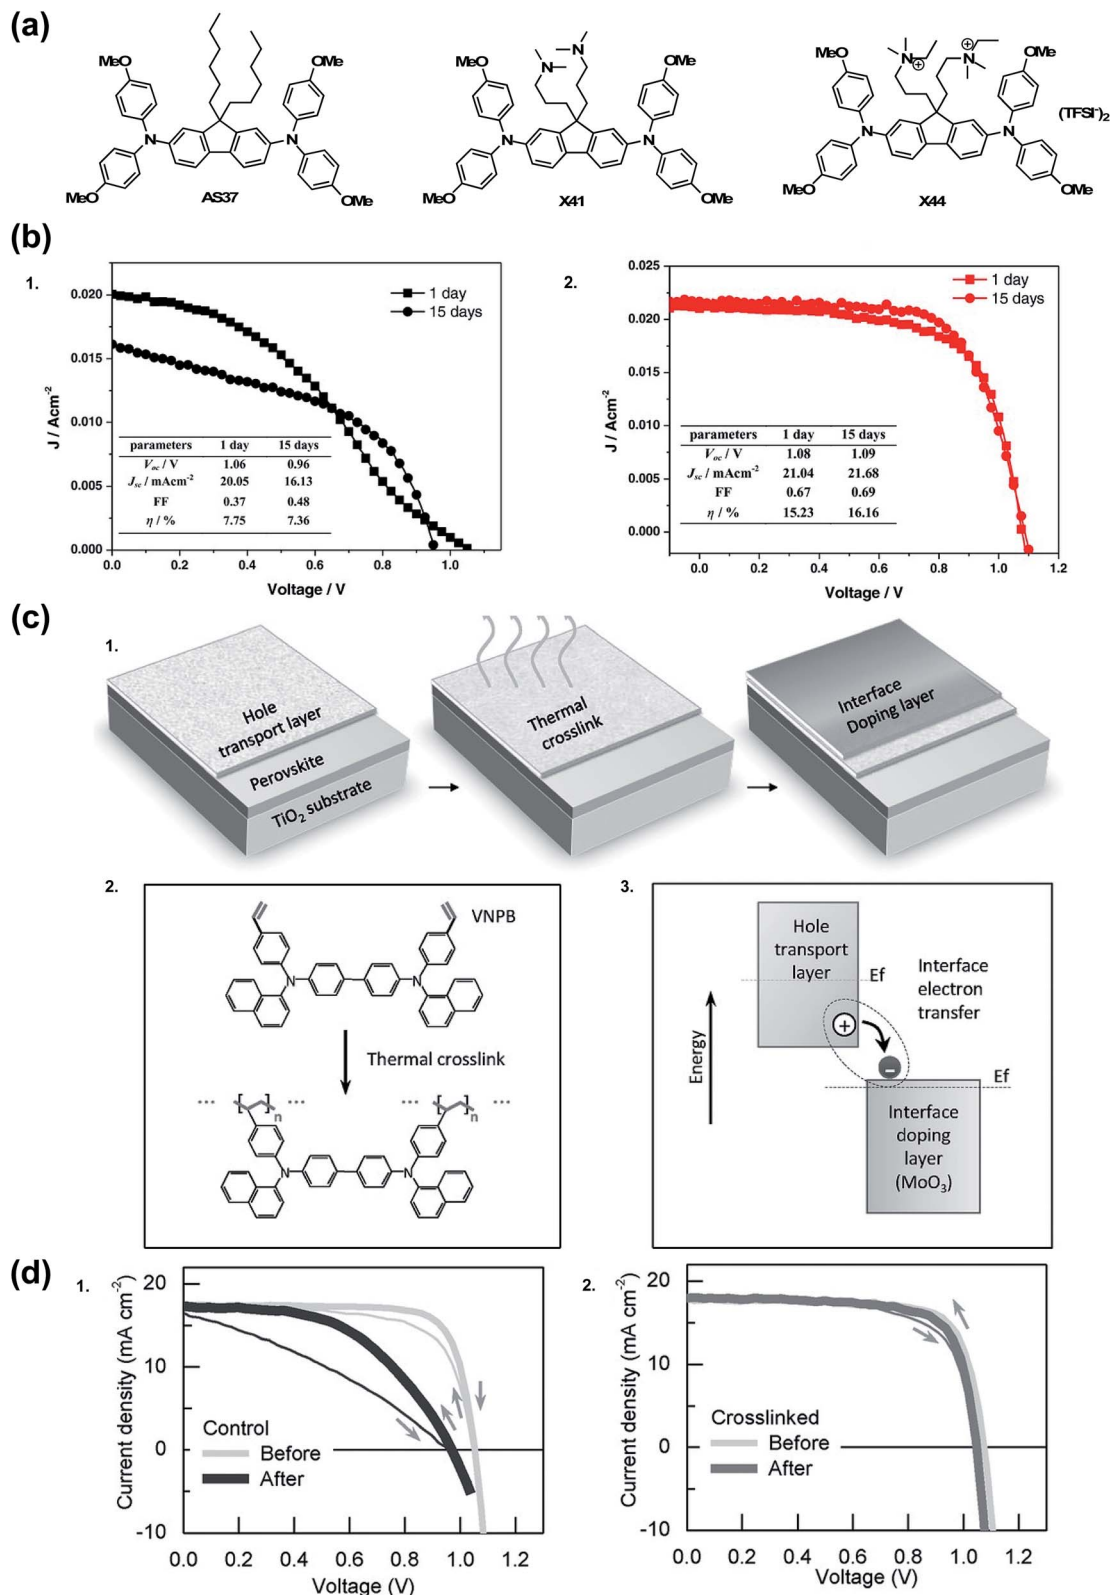 (a)
MeO
OMe
N
N
MeO
OMe
AS37
N
N
MeO
OMe
N
N
MeO
OMe
X41
MeO
N⊕
⊕N
OMe
(TFSI⁻)₂
N
N
MeO
OMe
X44
(b)
1.
J / Acm⁻²
0.020
0.015
0.010
0.005
0.000
1 day
15 days
parameters 1 day 15 days
Voc / V 1.06 0.96
Jsc / mAcm⁻² 20.05 16.13
FF 0.37 0.48
η / % 7.75 7.36
0.0 0.2 0.4 0.6 0.8 1.0
Voltage / V
2.
J / Acm⁻²
0.025
0.020
0.015
0.010
0.005
0.000
1 day
15 days
parameters 1 day 15 days
Voc / V 1.08 1.09
Jsc / mAcm⁻² 21.04 21.68
FF 0.67 0.69
η / % 15.23 16.16
0.0 0.2 0.4 0.6 0.8 1.0 1.2
Voltage / V
(c)
1.
Hole
transport layer
Perovskite
TiO₂ substrate
Thermal
crosslink
Interface
Doping layer
2.
VNPB
N
N
Thermal crosslink
... [ ]n ... ... [ ]n ...
N
N
3.
Energy
Hole
transport
layer
Ef
Interface
electron
transfer
+
−
Ef
Interface
doping
layer
(MoO₃)
(d)
1.
Current density (mA cm⁻²)
20
10
0
-10
Control
Before
After
0.0 0.2 0.4 0.6 0.8 1.0 1.2
Voltage (V)
2.
Current density (mA cm⁻²)
20
10
0
-10
Crosslinked
Before
After
0.0 0.2 0.4 0.6 0.8 1.0 1.2
Voltage (V)